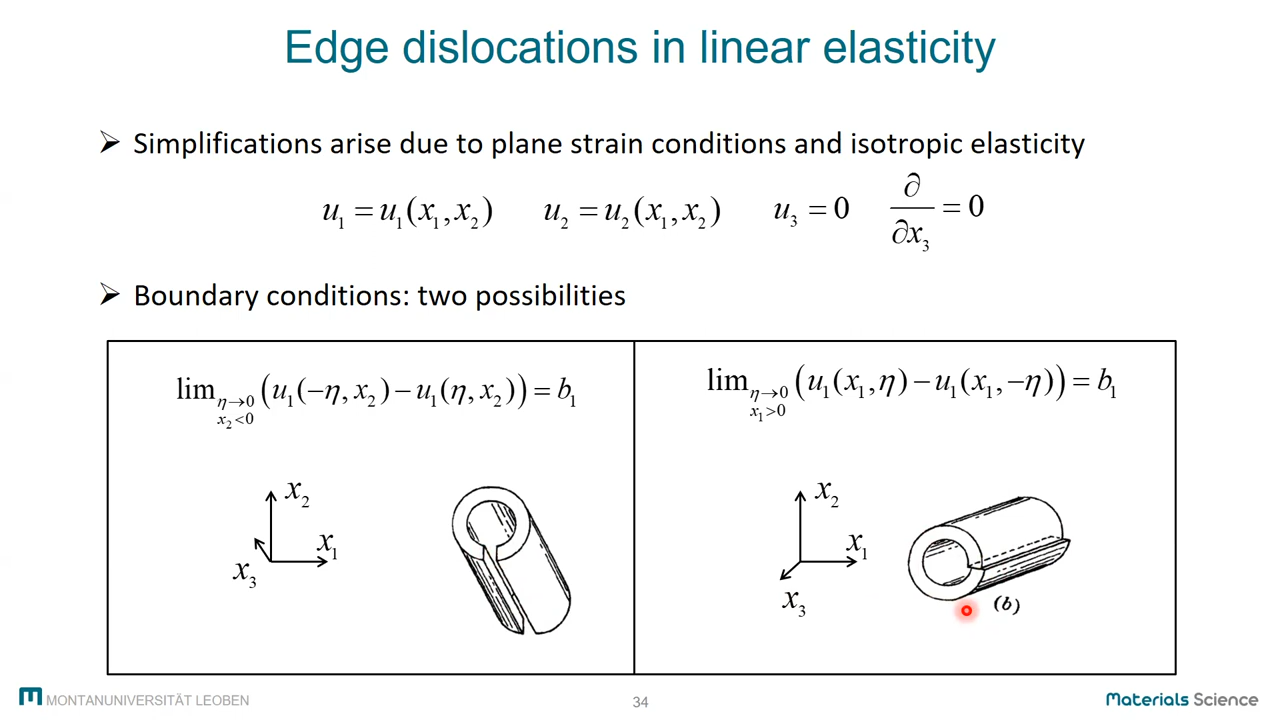 Edge dislocations in linear elasticity
➢ Simplifications arise due to plane strain conditions and isotropic elasticity
u₁ = u₁(x₁, x₂) u₂ = u₂(x₁, x₂) u₃ = 0 ∂/∂x₃ = 0
➢ Boundary conditions: two possibilities
lim η→0 x₂<0 (u₁(−η, x₂) − u₁(η, x₂)) = b₁
x₂
x₁
x₃
lim η→0 x₁>0 (u₁(x₁, η) − u₁(x₁, −η)) = b₁
x₂
x₁
x₃
(b)
MONTANUNIVERSITÄT LEOBEN
34
Materials Science